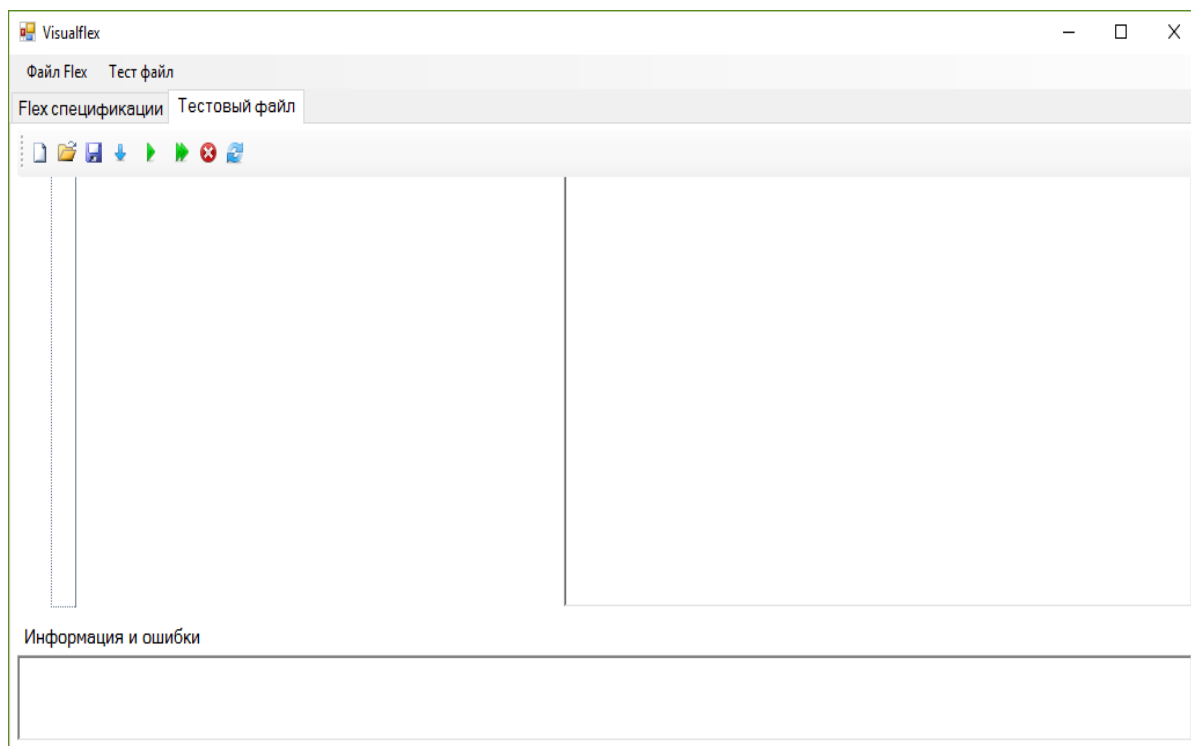 Visualflex
Файл Flex Тест файл
Flex спецификации Тестовый файл
Информация и ошибки